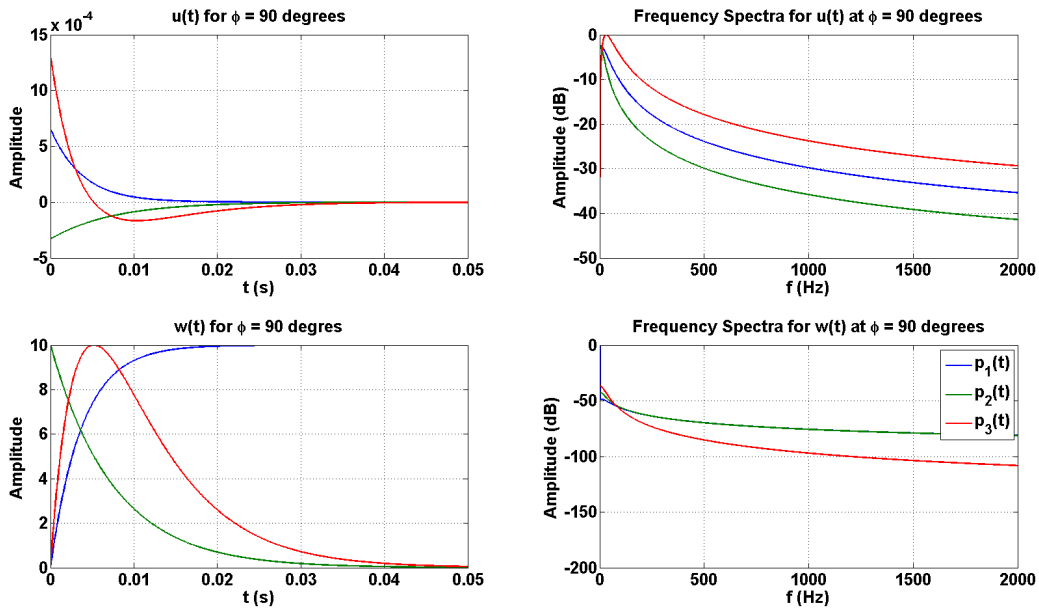 u(t) for ϕ = 90 degrees
x 10⁻⁴
15
10
5
0
-5
Amplitude
0 0.01 0.02 0.03 0.04 0.05
t (s)
Frequency Spectra for u(t) at ϕ = 90 degrees
0
-10
-20
-30
-40
-50
Amplitude (dB)
0 500 1000 1500 2000
f (Hz)
w(t) for ϕ = 90 degres
10
8
6
4
2
0
Amplitude
0 0.01 0.02 0.03 0.04 0.05
t (s)
Frequency Spectra for w(t) at ϕ = 90 degrees
0
-50
-100
-150
-200
Amplitude (dB)
p₁(t)
p₂(t)
p₃(t)
0 500 1000 1500 2000
f (Hz)